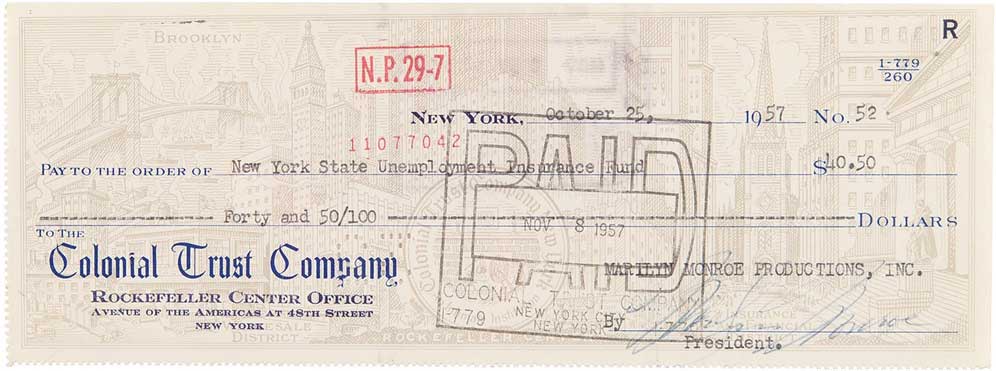 BROOKLYN
R
N.P. 29-7
1-779
260
NEW YORK, October 25, 1957 No. 52.
11077042
PAY TO THE ORDER OF New York State Unemployment Insurance Fund $40.50
PAID
Forty and 50/100 DOLLARS
NOV 8 1957
TO THE
Colonial Trust Company
MARILYN MONROE PRODUCTIONS, INC.
ROCKEFELLER CENTER OFFICE
AVENUE OF THE AMERICAS AT 48TH STREET
NEW YORK
COLONIAL TRUST COMPANY
1-779 NEW YORK CITY
NEW YORK
By Marilyn Monroe
President.
DISTRICT
ROCKEFELLER